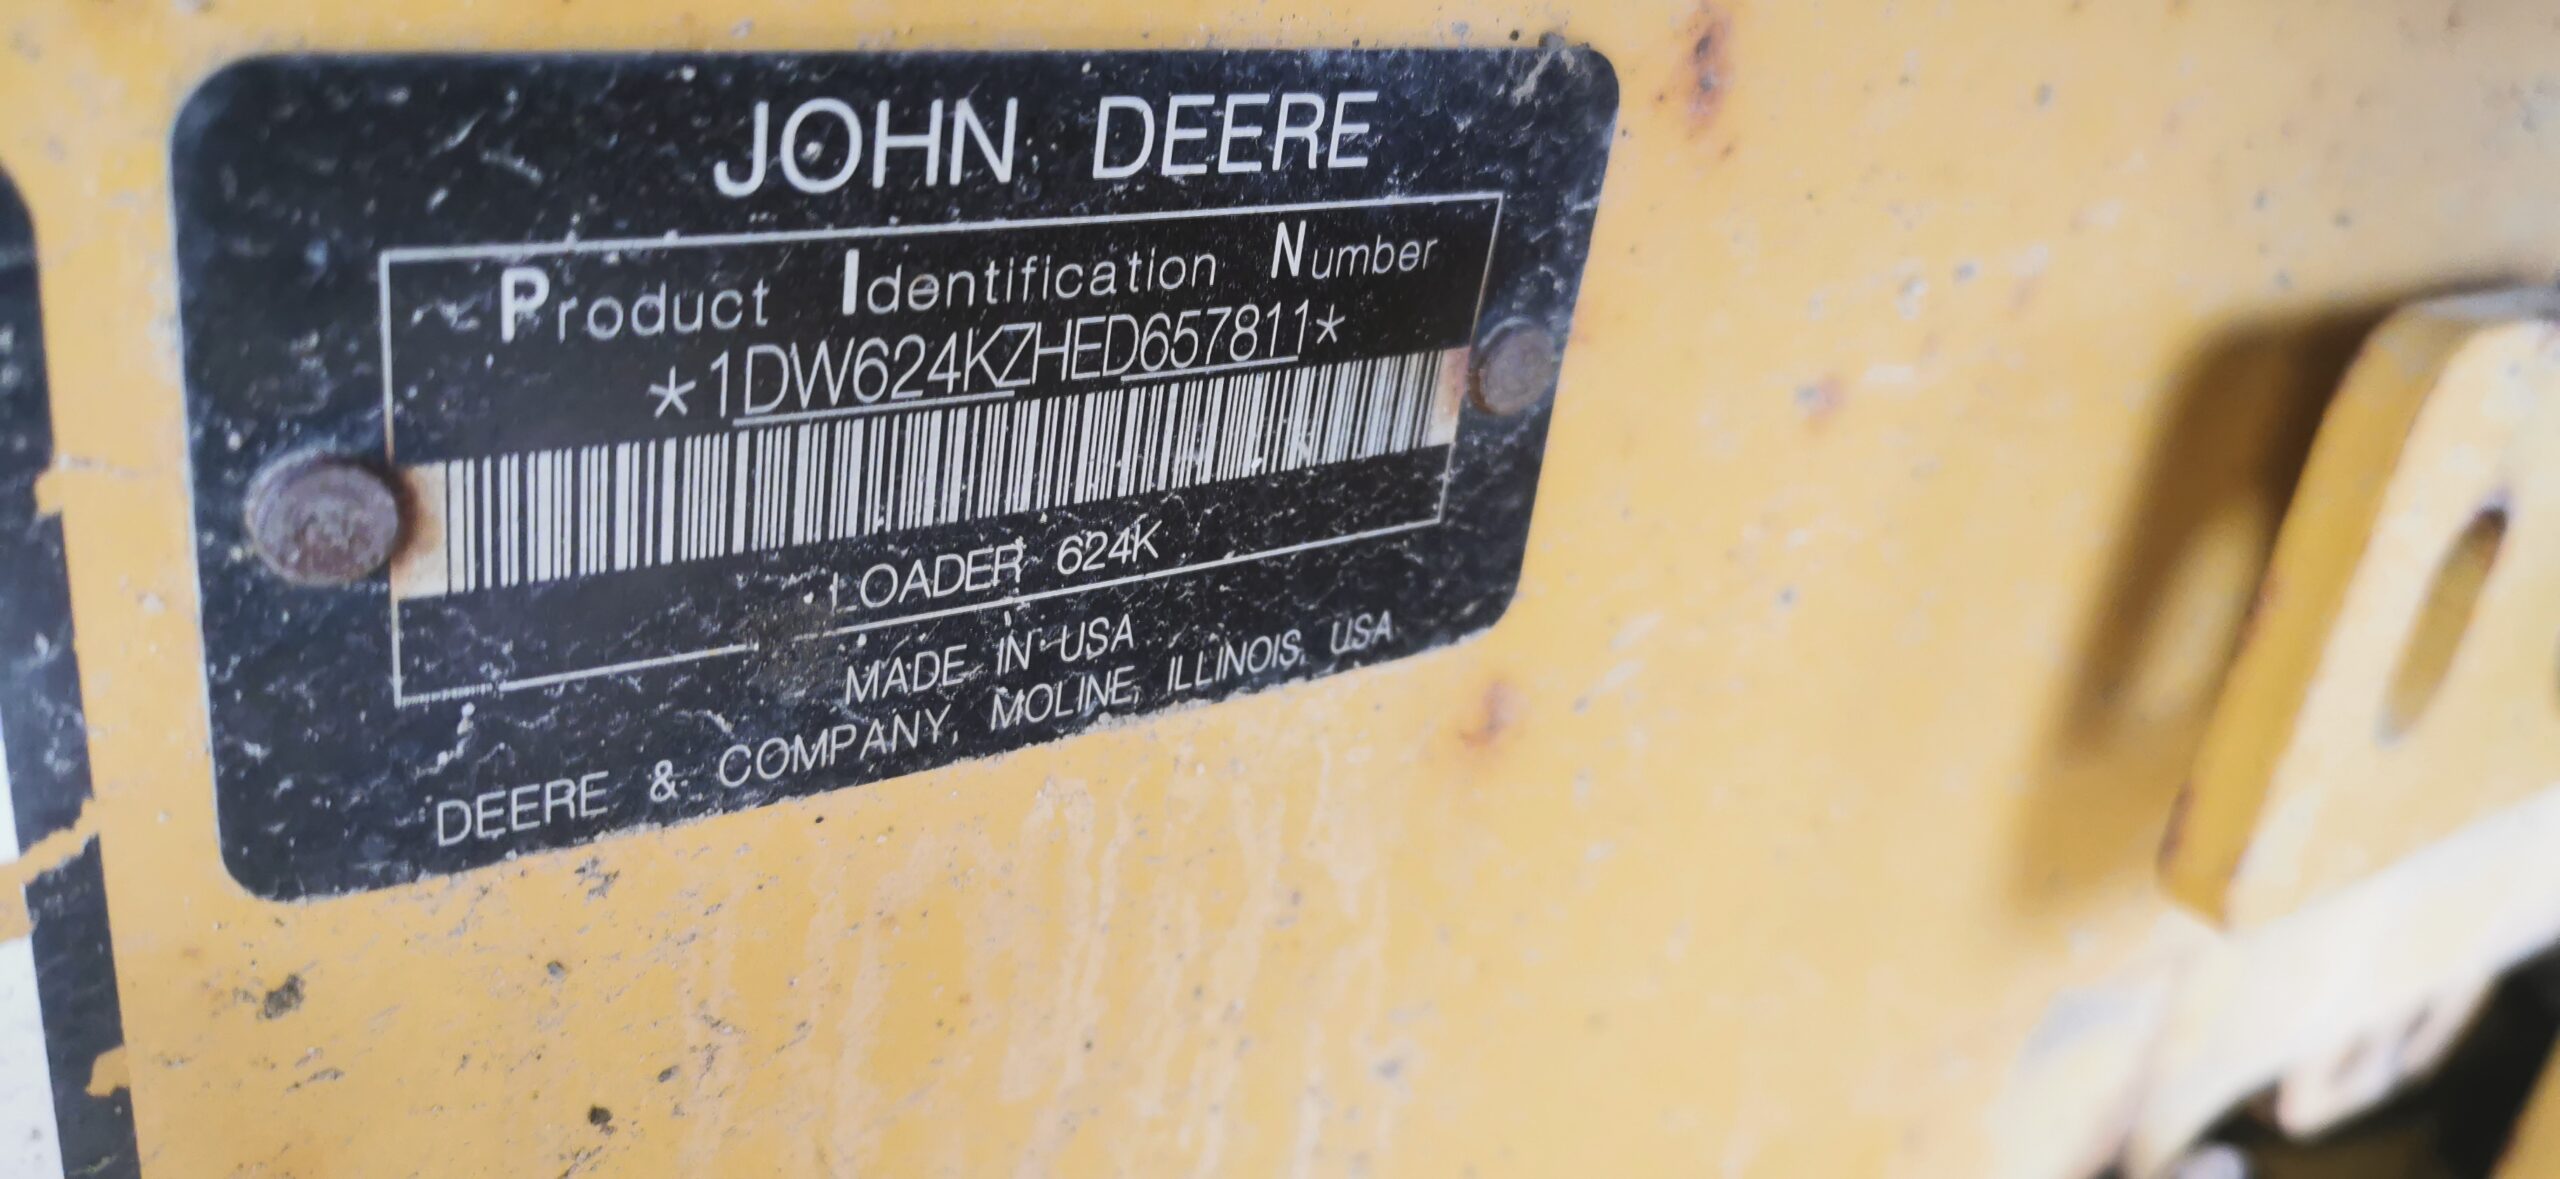 JOHN DEERE
Product Identification Number
*1DW624KZHED657811*
LOADER 624K
MADE IN USA
DEERE & COMPANY, MOLINE, ILLINOIS, USA